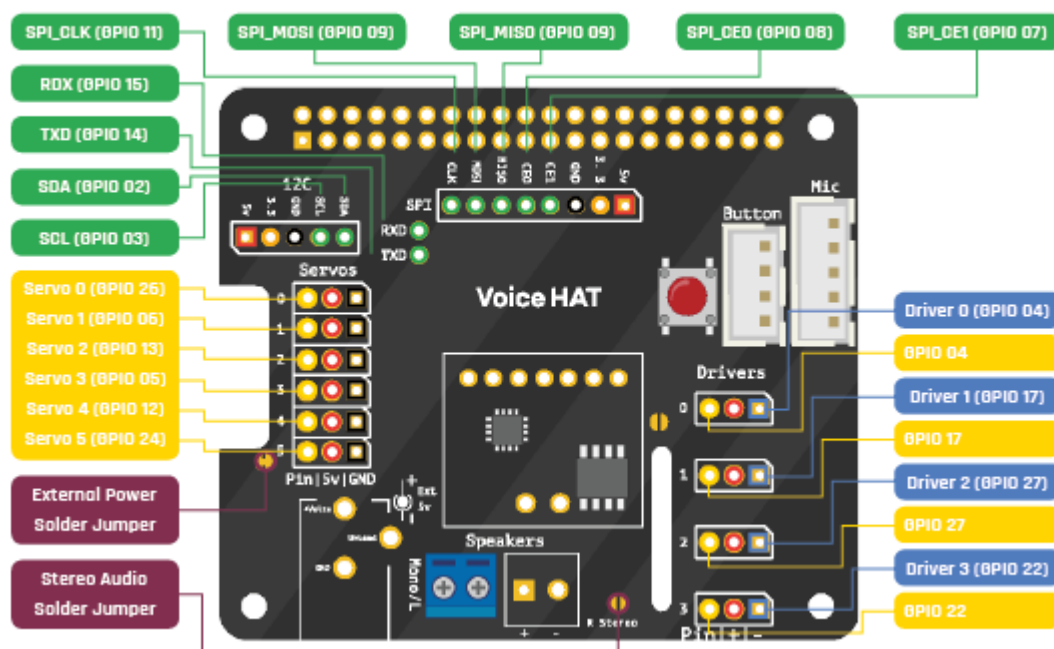 SPI_CLK (GPIO 11)
SPI_MOSI (GPIO 09)
SPI_MISO (GPIO 09)
SPI_CE0 (GPIO 08)
SPI_CE1 (GPIO 07)
RDX (GPIO 15)
TXD (GPIO 14)
SDA (GPIO 02)
SCL (GPIO 03)
CLK
MOSI
MISO
CE0
CE1
GND
3.3
5v
SPI
RXD
TXD
I2C
5v
3.3
GND
SCL
SDA
Mic
Button
Servos
0
1
2
3
4
5
Pin|5v|GND
Servo 0 (GPIO 26)
Servo 1 (GPIO 06)
Servo 2 (GPIO 13)
Servo 3 (GPIO 05)
Servo 4 (GPIO 12)
Servo 5 (GPIO 24)
Voice HAT
Drivers
0
1
2
3
Pin|+|-
Driver 0 (GPIO 04)
GPIO 04
Driver 1 (GPIO 17)
GPIO 17
Driver 2 (GPIO 27)
GPIO 27
Driver 3 (GPIO 22)
GPIO 22
External Power
Solder Jumper
Stereo Audio
Solder Jumper
+
Ext
5v
GND
Speakers
Mono/L
+ -
R Stereo